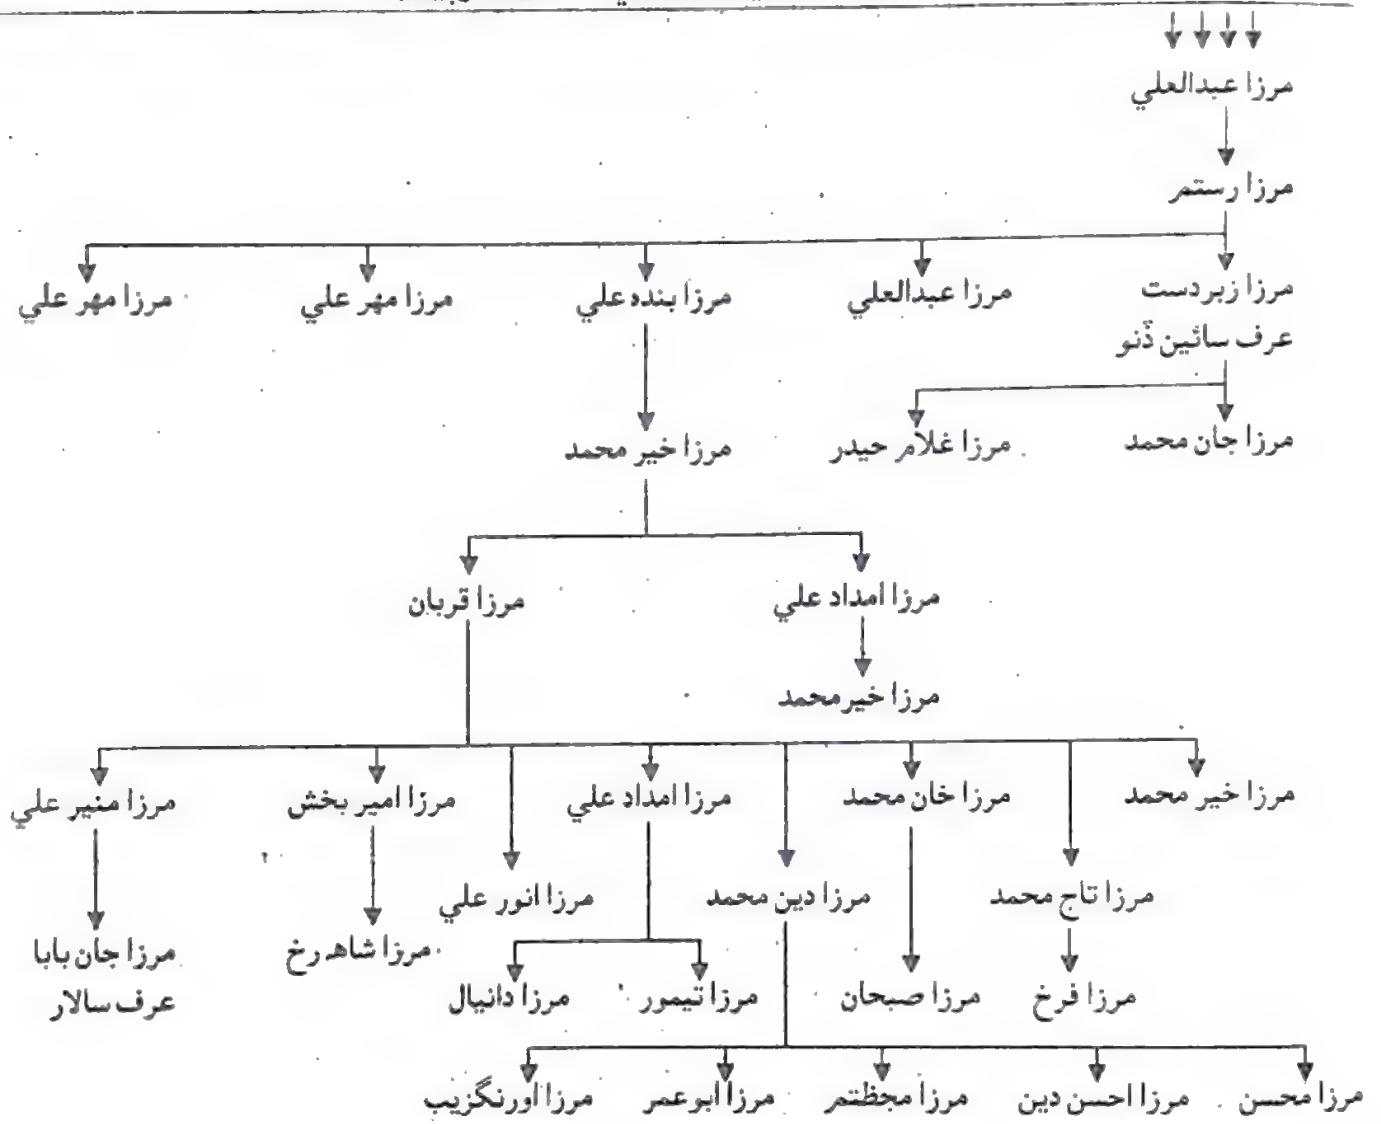 مرزا عبدالعلي
مرزا رستم
مرزا زبردست
عرف سائين ڏنو
مرزا عبدالعلي
مرزا بنده علي
مرزا مهر علي
مرزا مهر علي
مرزا جان محمد
مرزا غلام حيدر
مرزا خير محمد
مرزا امداد علي
مرزا قربان
مرزا خير محمد
مرزا خير محمد
مرزا خان محمد
مرزا امداد علي
مرزا امير بخش
مرزا منير علي
مرزا تاج محمد
مرزا دين محمد
مرزا انور علي
مرزا شاهه رخ
مرزا جان بابا
عرف سالار
مرزا فرخ
مرزا صبحان
مرزا تيمور
مرزا دانيال
مرزا محسن
مرزا احسن دين
مرزا
مرزا ابو عمر
مرزا اورنگزيب